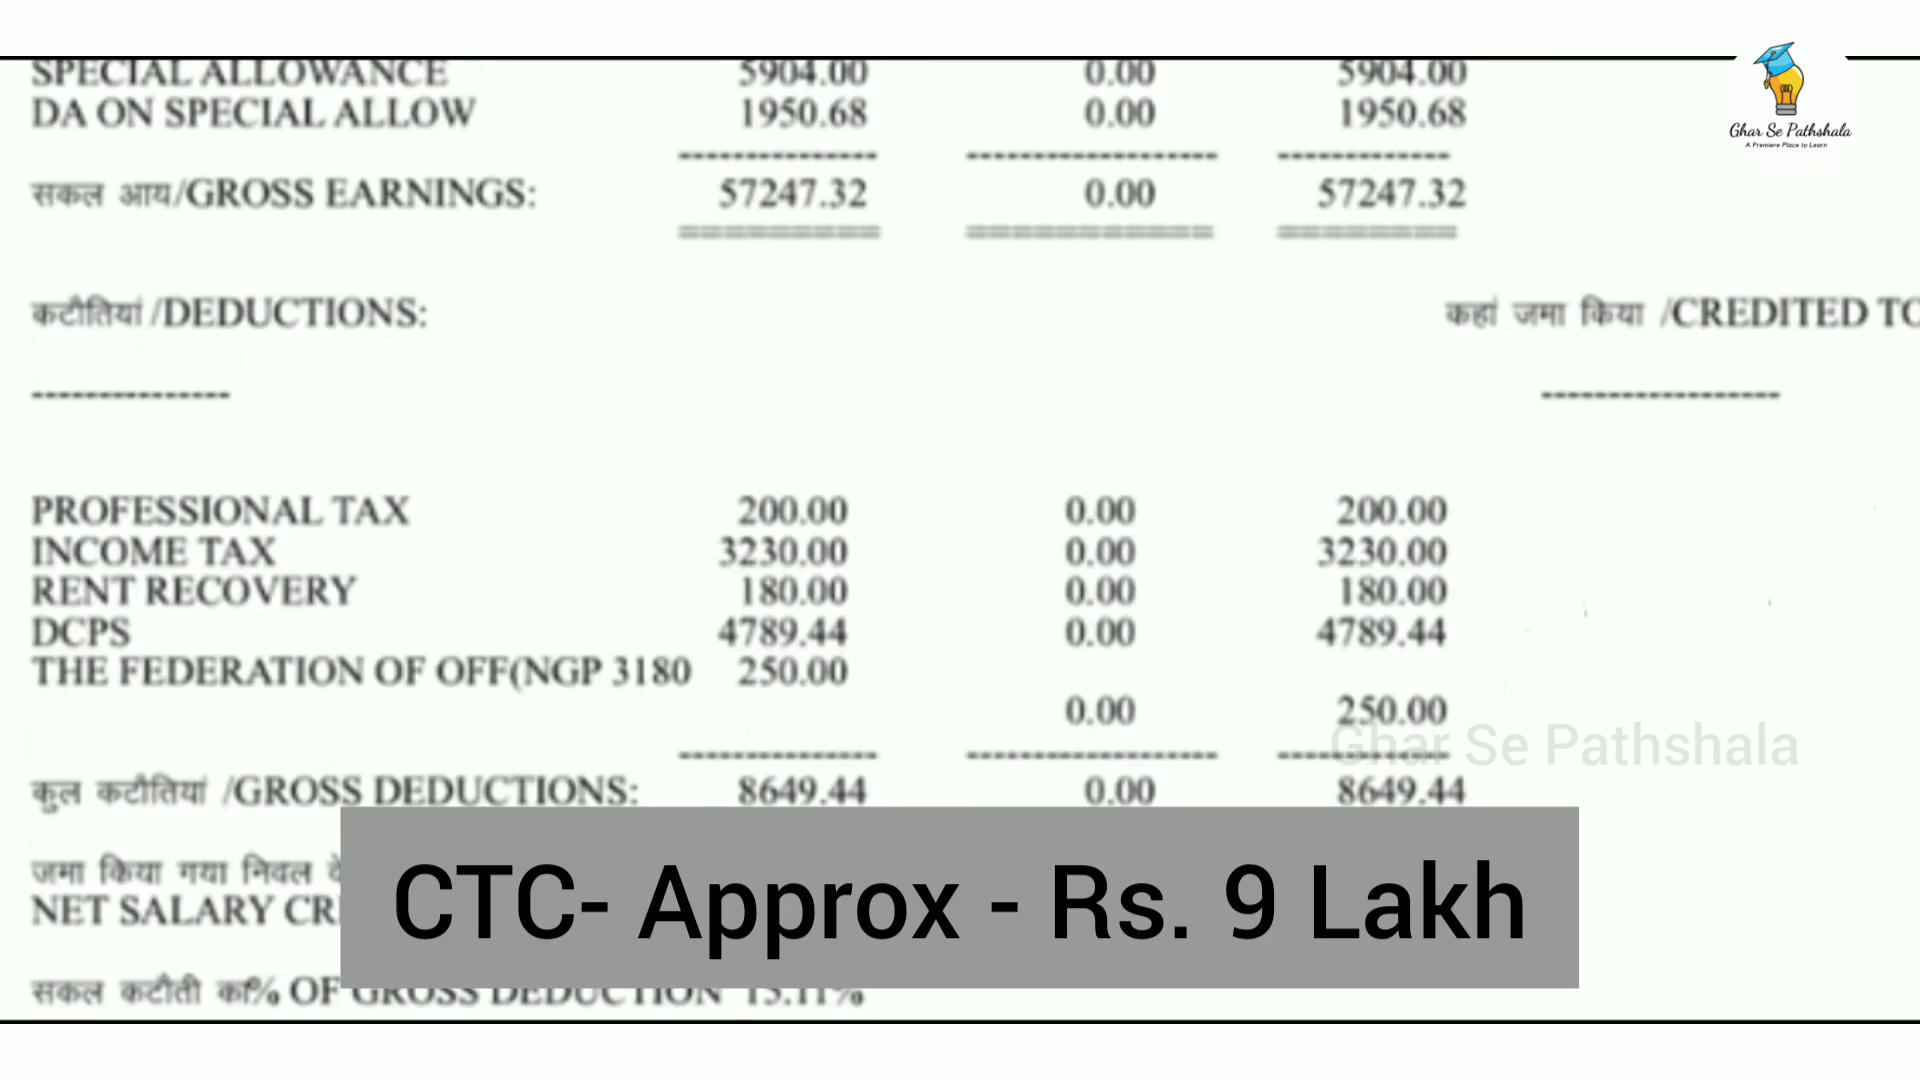 SPECIAL ALLOWANCE 5904.00 0.00 5904.00
DA ON SPECIAL ALLOW 1950.68 0.00 1950.68
Ghar Se Pathshala
A Premiere Place to Learn
--------------- ------------------- -------------
सकल आय/GROSS EARNINGS: 57247.32 0.00 57247.32
========= =========== ========
कटौतियां /DEDUCTIONS: कहां जमा किया /CREDITED TO
--------------- ------------------
PROFESSIONAL TAX 200.00 0.00 200.00
INCOME TAX 3230.00 0.00 3230.00
RENT RECOVERY 180.00 0.00 180.00
DCPS 4789.44 0.00 4789.44
THE FEDERATION OF OFF(NGP 3180 250.00
0.00 250.00
Ghar Se Pathshala
--------------- ------------------- -------------
कुल कटौतियां /GROSS DEDUCTIONS: 8649.44 0.00 8649.44
जमा किया गया निवल
NET SALARY CR
CTC- Approx - Rs. 9 Lakh
सकल कटौती का% OF GROSS DEDUCTION 15.11%